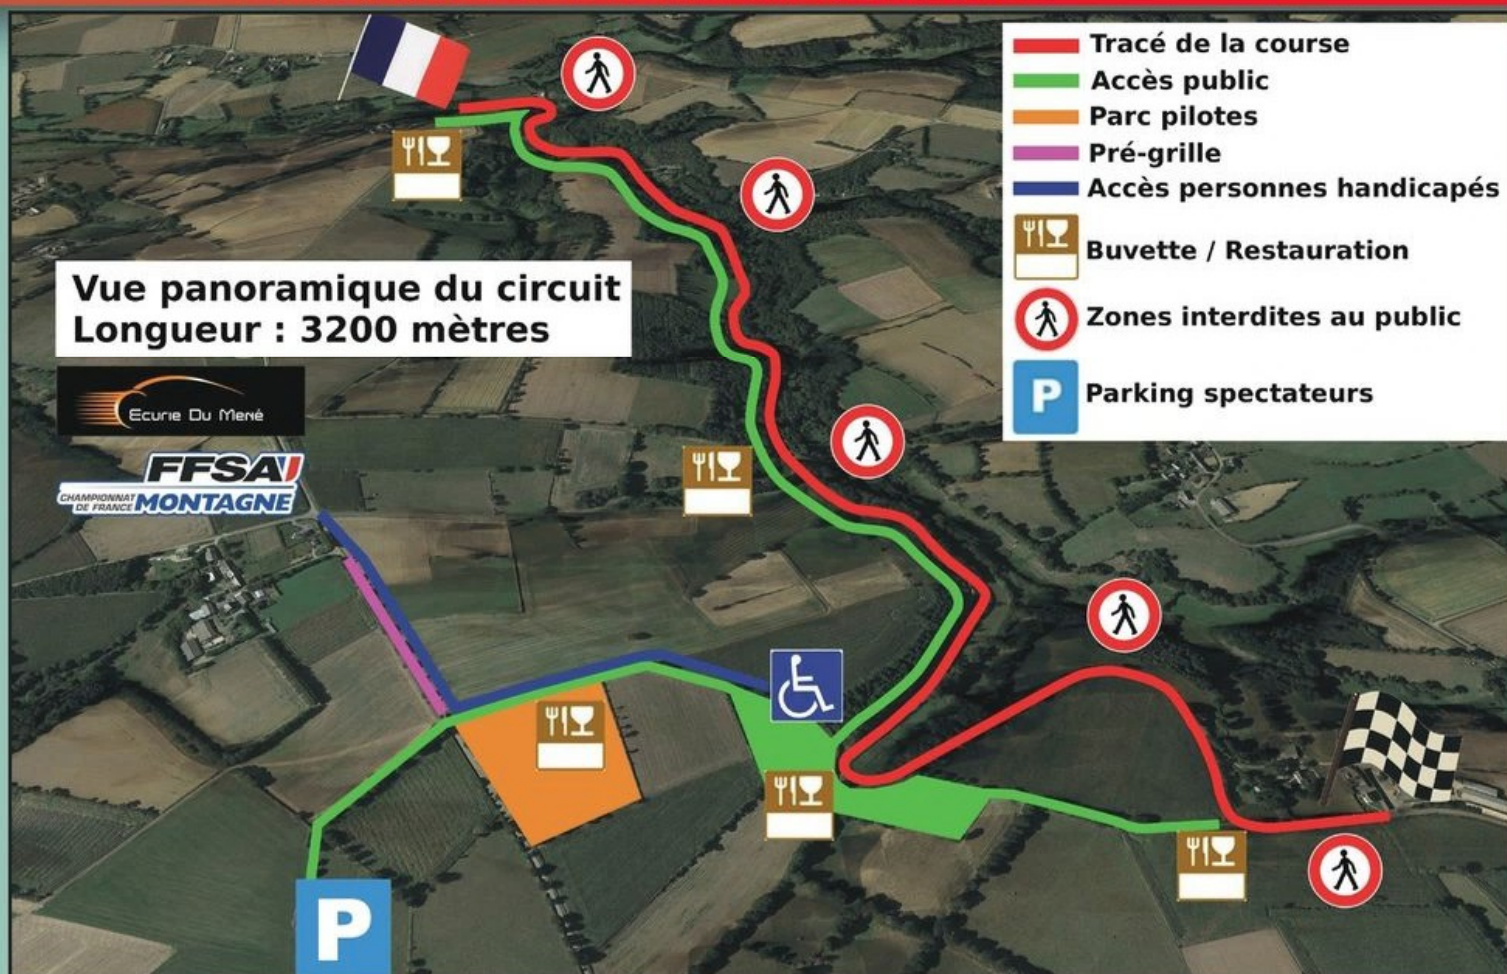 Tracé de la course
Accès public
Parc pilotes
Pré-grille
Accès personnes handicapés
Buvette / Restauration
Zones interdites au public
P Parking spectateurs
Vue panoramique du circuit
Longueur : 3200 mètres
Ecurie Du Mené
FFSA
CHAMPIONNAT
DE FRANCE MONTAGNE
P